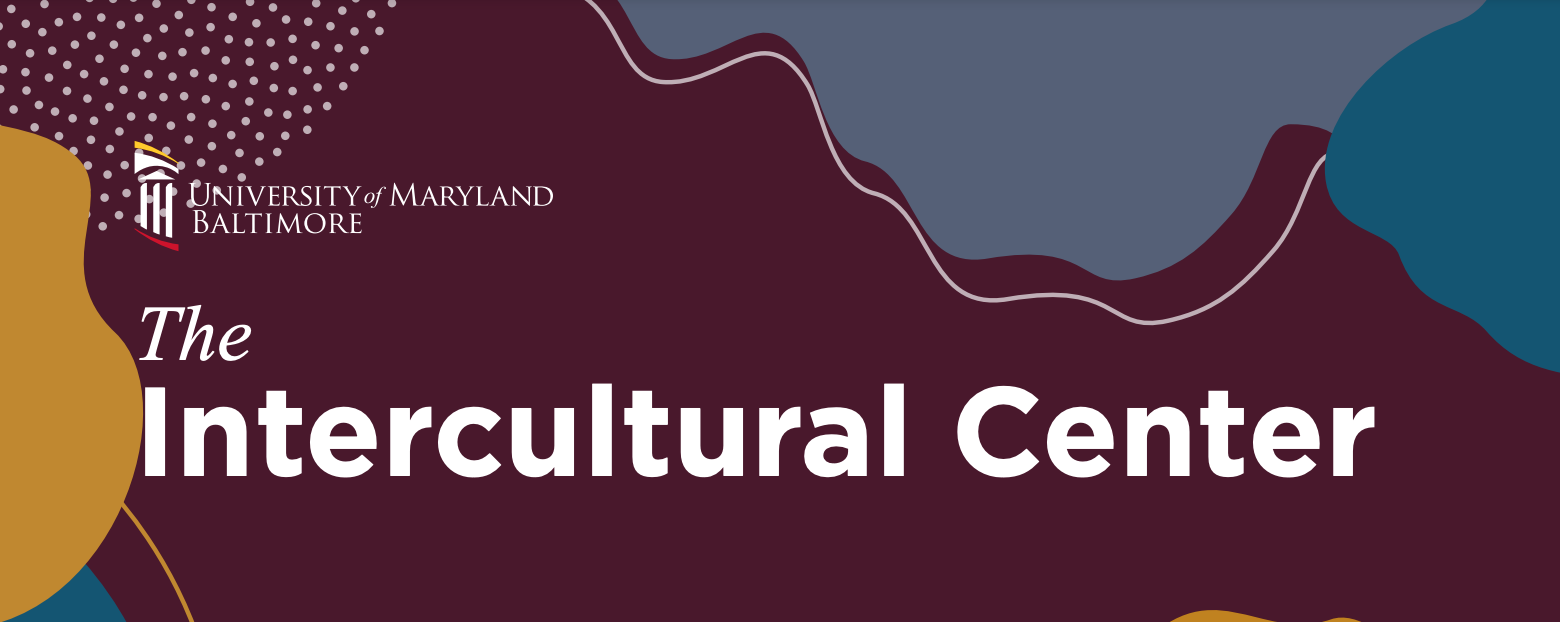 University of Maryland
Baltimore
The
Intercultural Center